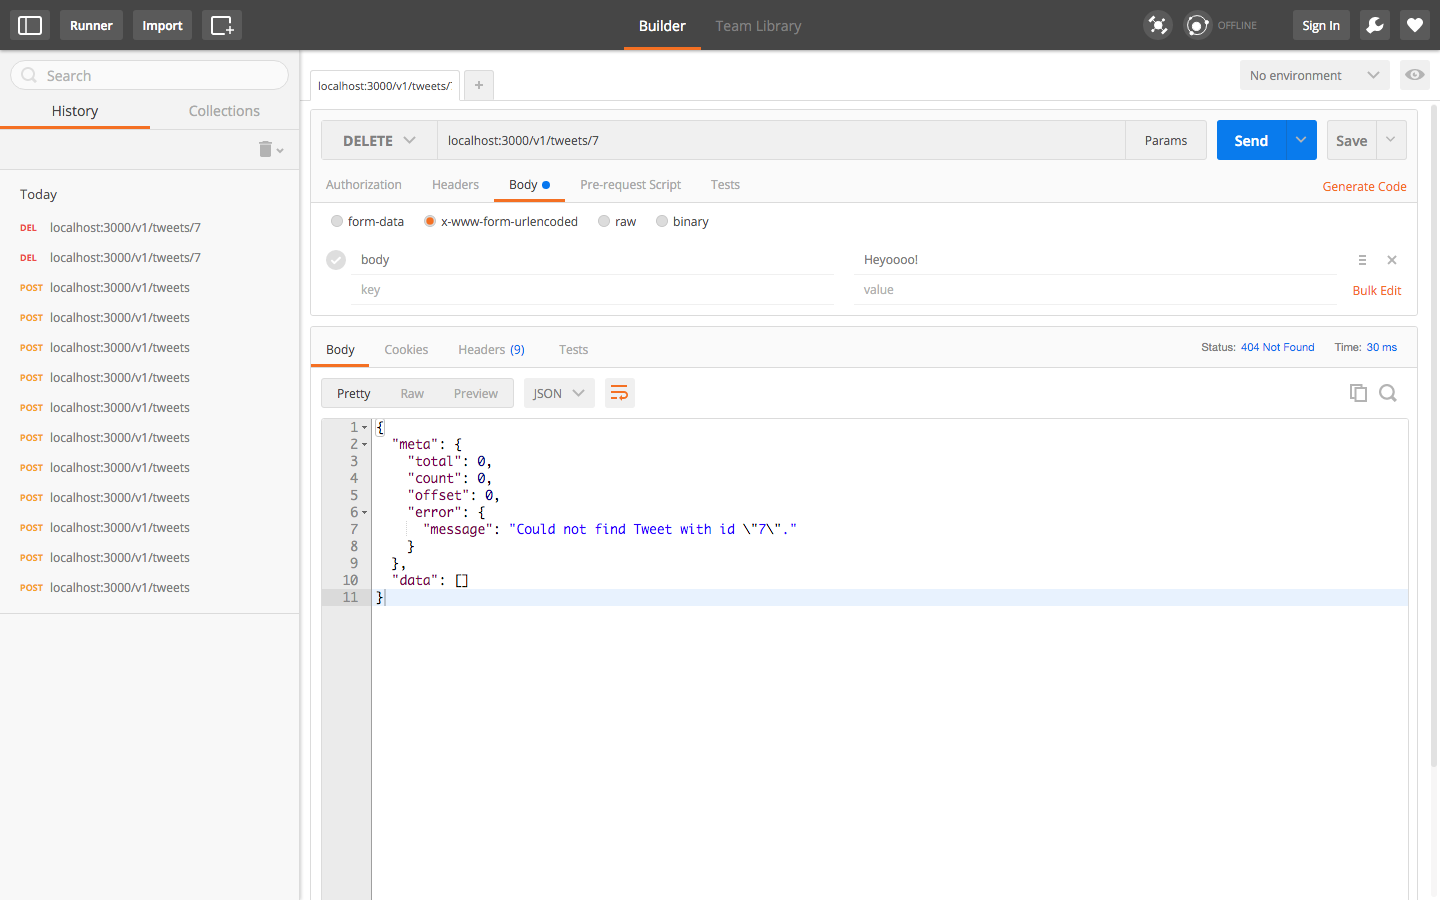 Runner Import Builder Team Library OFFLINE Sign In
Search
History Collections
Today
DEL localhost:3000/v1/tweets/7
DEL localhost:3000/v1/tweets/7
POST localhost:3000/v1/tweets
POST localhost:3000/v1/tweets
POST localhost:3000/v1/tweets
POST localhost:3000/v1/tweets
POST localhost:3000/v1/tweets
POST localhost:3000/v1/tweets
POST localhost:3000/v1/tweets
POST localhost:3000/v1/tweets
POST localhost:3000/v1/tweets
POST localhost:3000/v1/tweets
POST localhost:3000/v1/tweets
localhost:3000/v1/tweets/ + No environment
DELETE localhost:3000/v1/tweets/7 Params Send Save
Authorization Headers Body Pre-request Script Tests Generate Code
form-data x-www-form-urlencoded raw binary
body Heyoooo!
key value Bulk Edit
Body Cookies Headers (9) Tests Status: 404 Not Found Time: 30 ms
Pretty Raw Preview JSON
1 {
2 "meta": {
3 "total": 0,
4 "count": 0,
5 "offset": 0,
6 "error": {
7 "message": "Could not find Tweet with id \"7\"."
8 }
9 },
10 "data": []
11 }